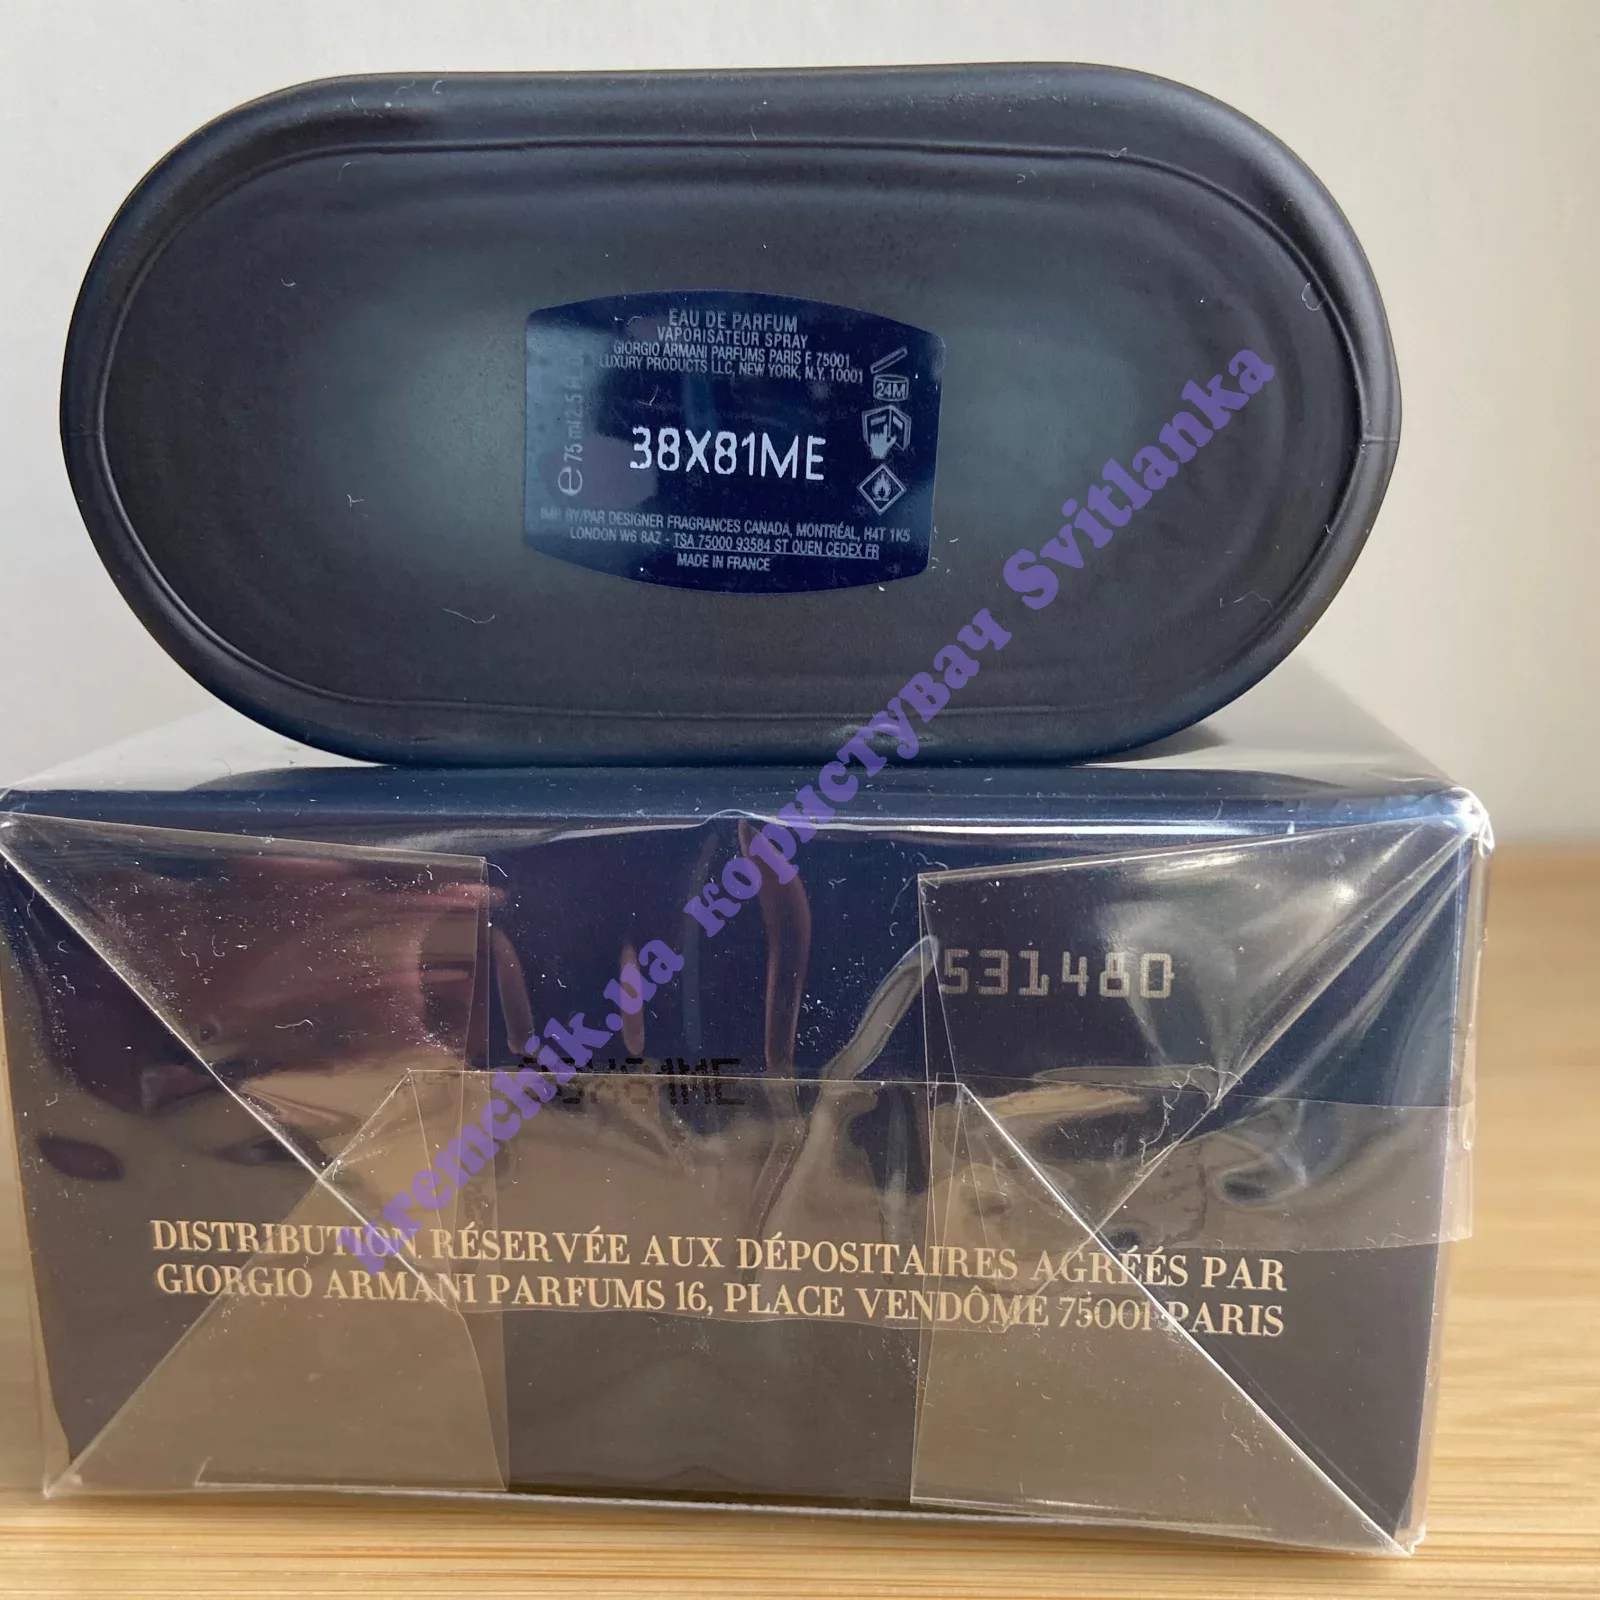 EAU DE PARFUM
VAPORISATEUR SPRAY
GIORGIO ARMANI PARFUMS PARIS F 75001
LUXURY PRODUCTS LLC, NEW YORK, N.Y. 10001
24M
e 75 ml 2.5 FL.
38X81ME
BY/PAR DESIGNER FRAGRANCES CANADA, MONTRÉAL, H4T 1K5
LONDON W6 8AZ - TSA 75000 93584 ST OUEN CEDEX FR
MADE IN FRANCE
531480
38X81ME
DISTRIBUTION RÉSERVÉE AUX DÉPOSITAIRES AGRÉÉS PAR
GIORGIO ARMANI PARFUMS 16, PLACE VENDÔME 75001 PARIS
kremchik.ua користувач Svitlanka